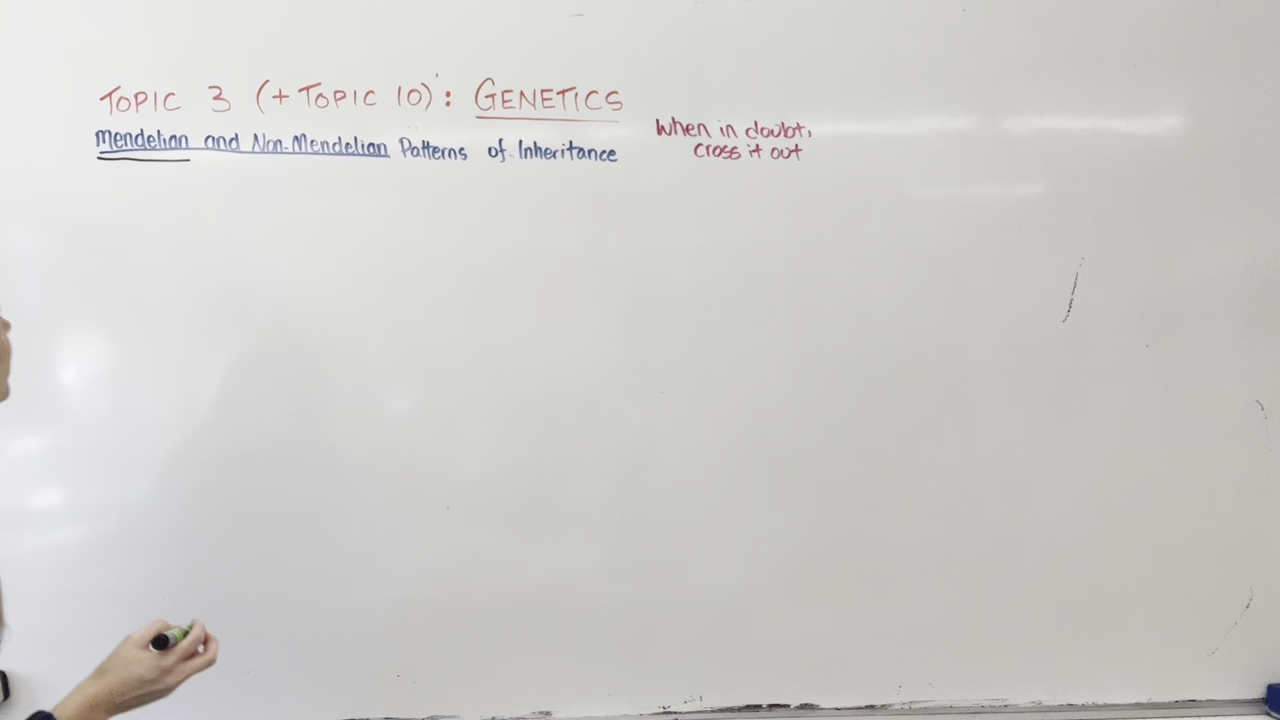 TOPIC 3 (+ TOPIC 10): GENETICS
Mendelian and Non-Mendelian Patterns of Inheritance
When in doubt,
cross it out